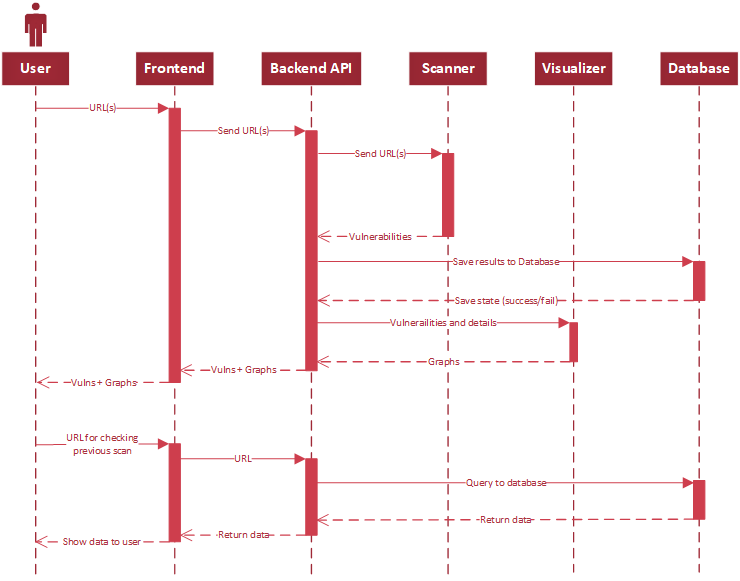 User
Frontend
Backend API
Scanner
Visualizer
Database
URL(s)
Send URL(s)
Send URL(s)
Vulnerabilities
Save results to Database
Save state (success/fail)
Vulnerailities and details
Graphs
Vulns + Graphs
Vulns + Graphs
URL for checking
previous scan
URL
Query to database
Return data
Return data
Show data to user